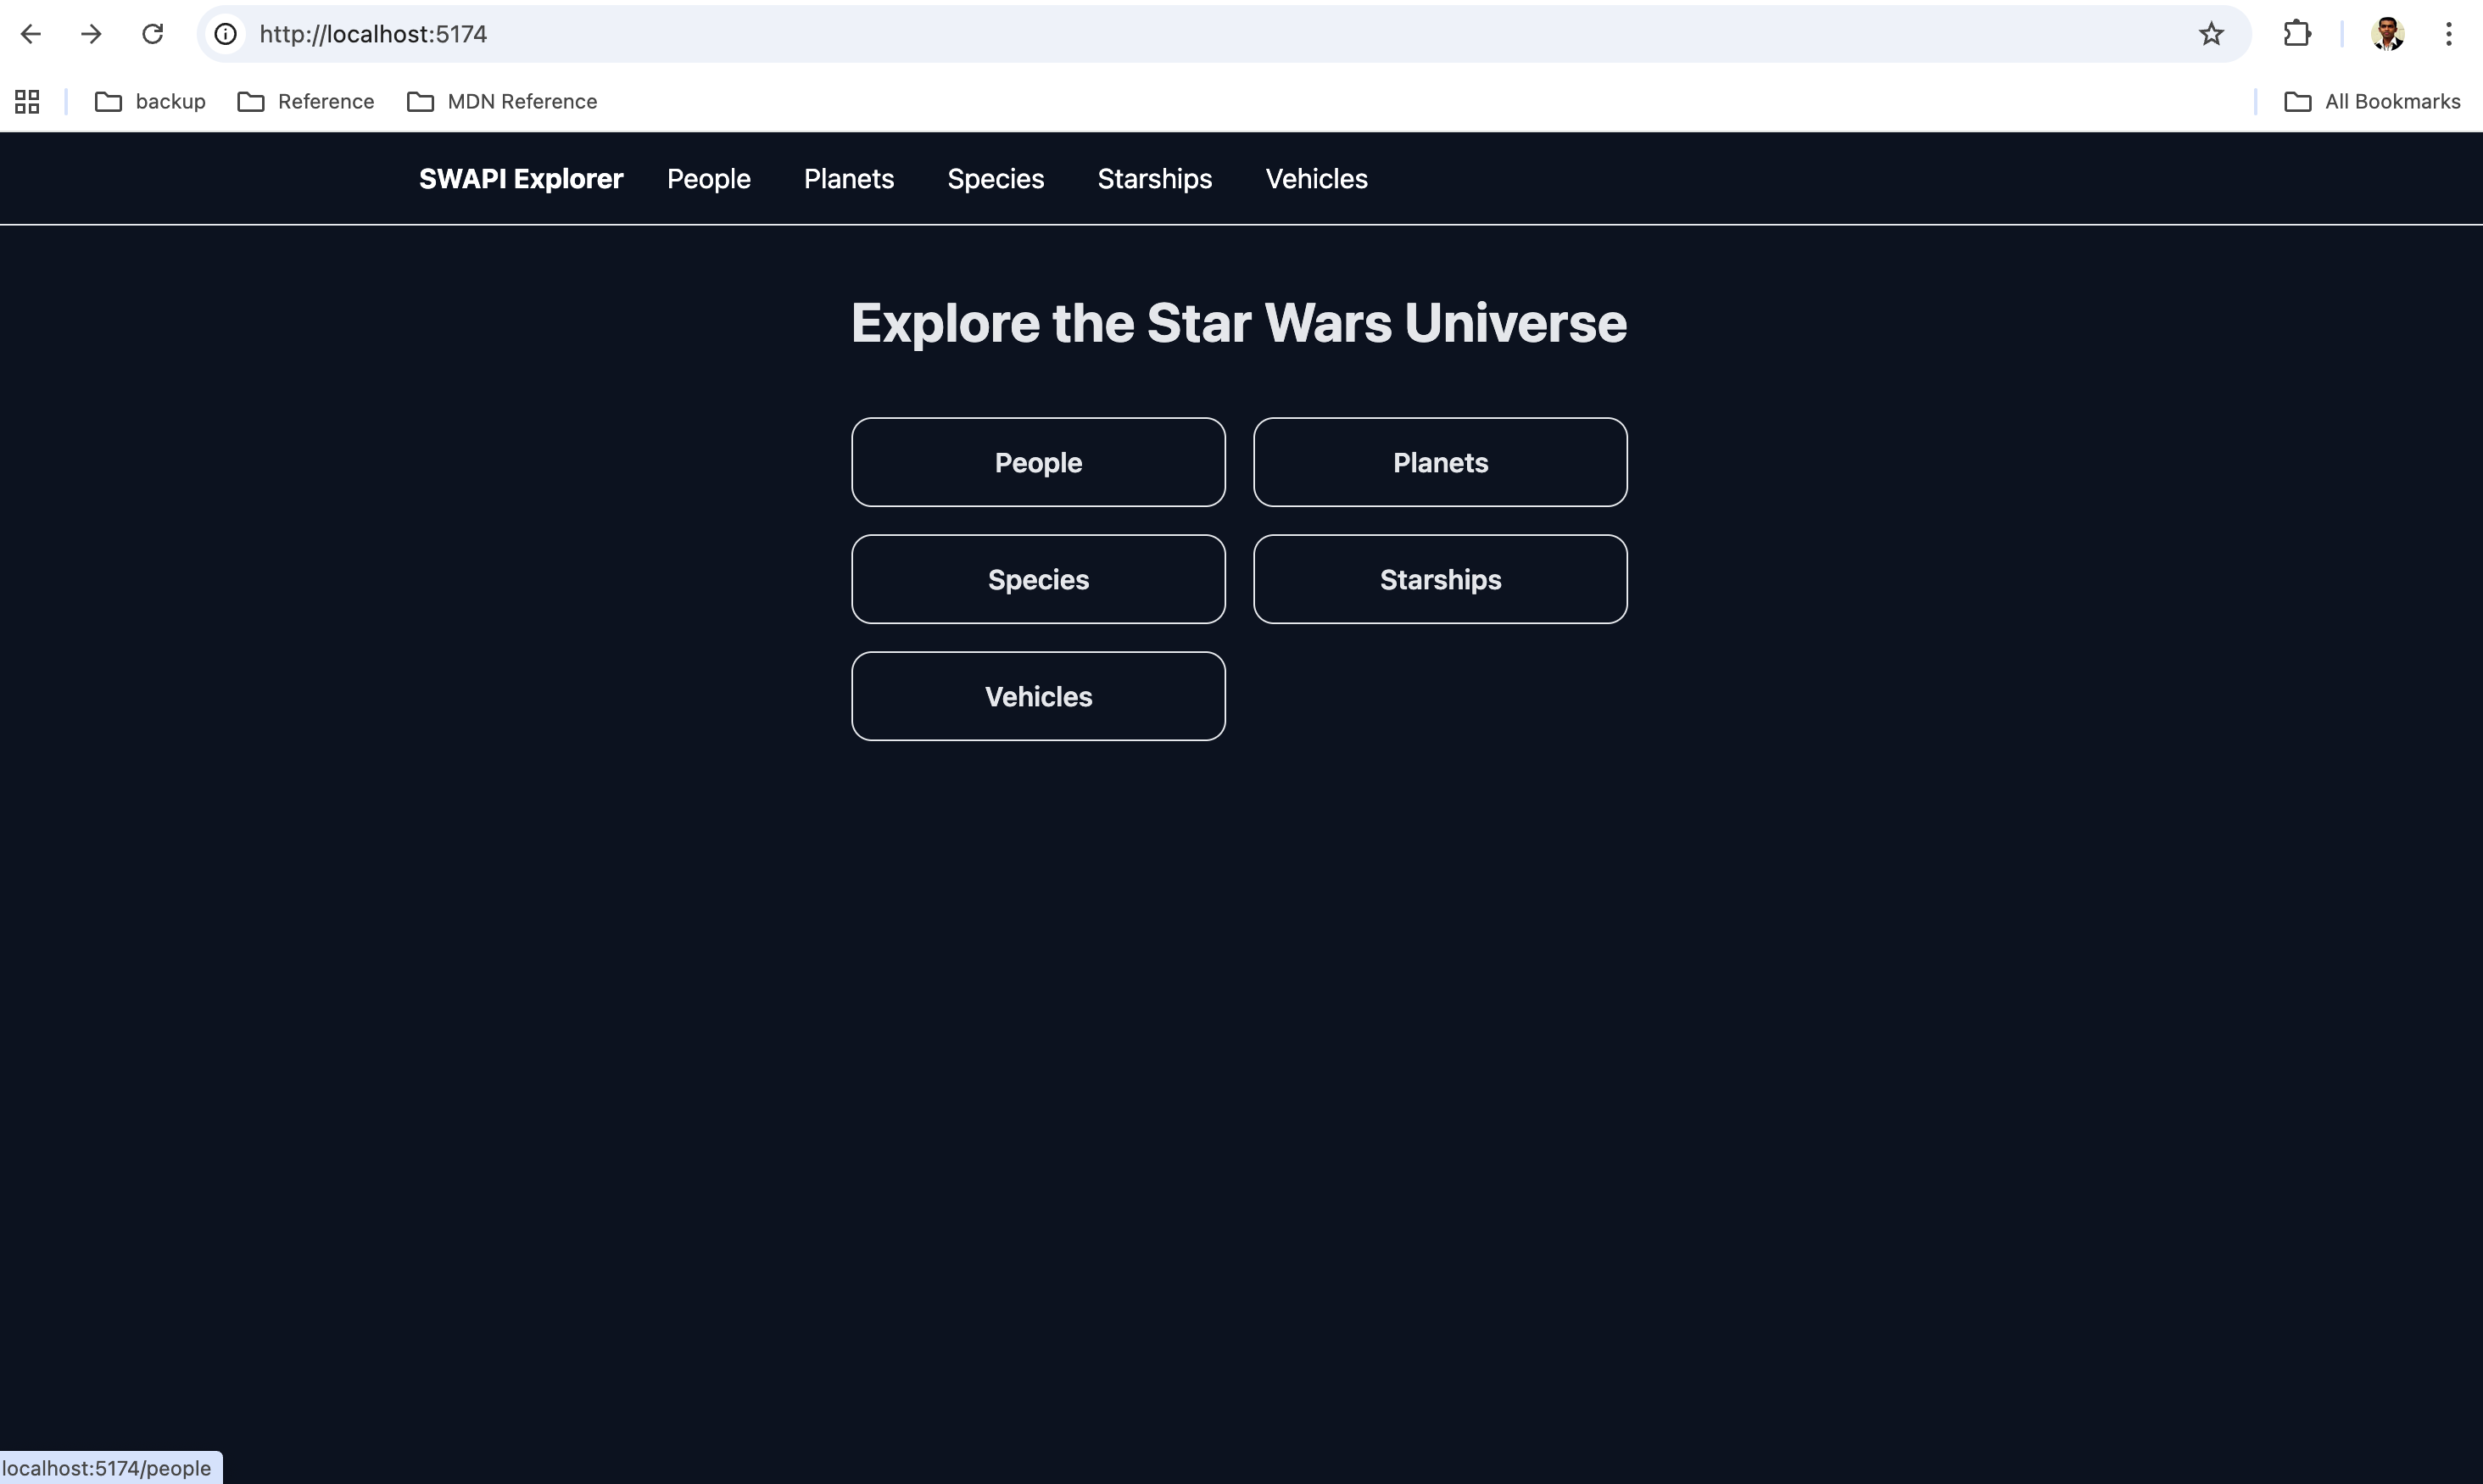 http://localhost:5174
backup Reference MDN Reference All Bookmarks
SWAPI Explorer People Planets Species Starships Vehicles
Explore the Star Wars Universe
People Planets
Species Starships
Vehicles
localhost:5174/people